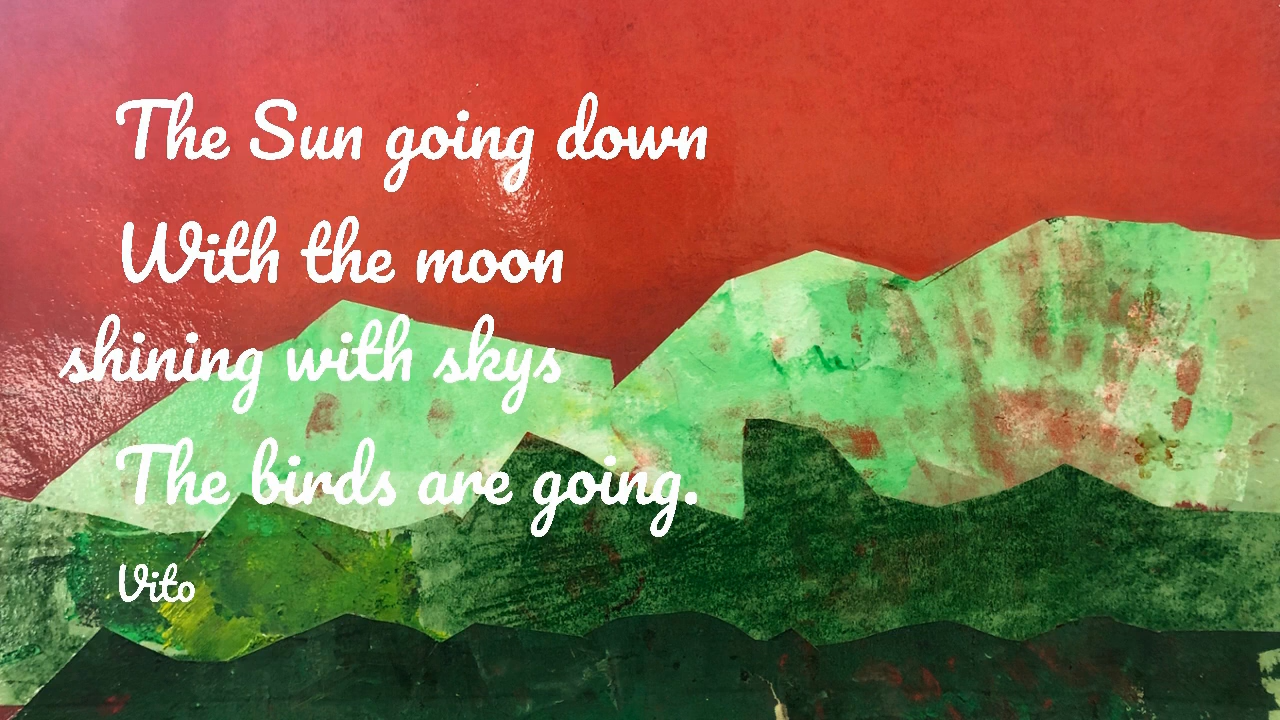 The Sun going down
With the moon
shining with skys
The birds are going.
Vito